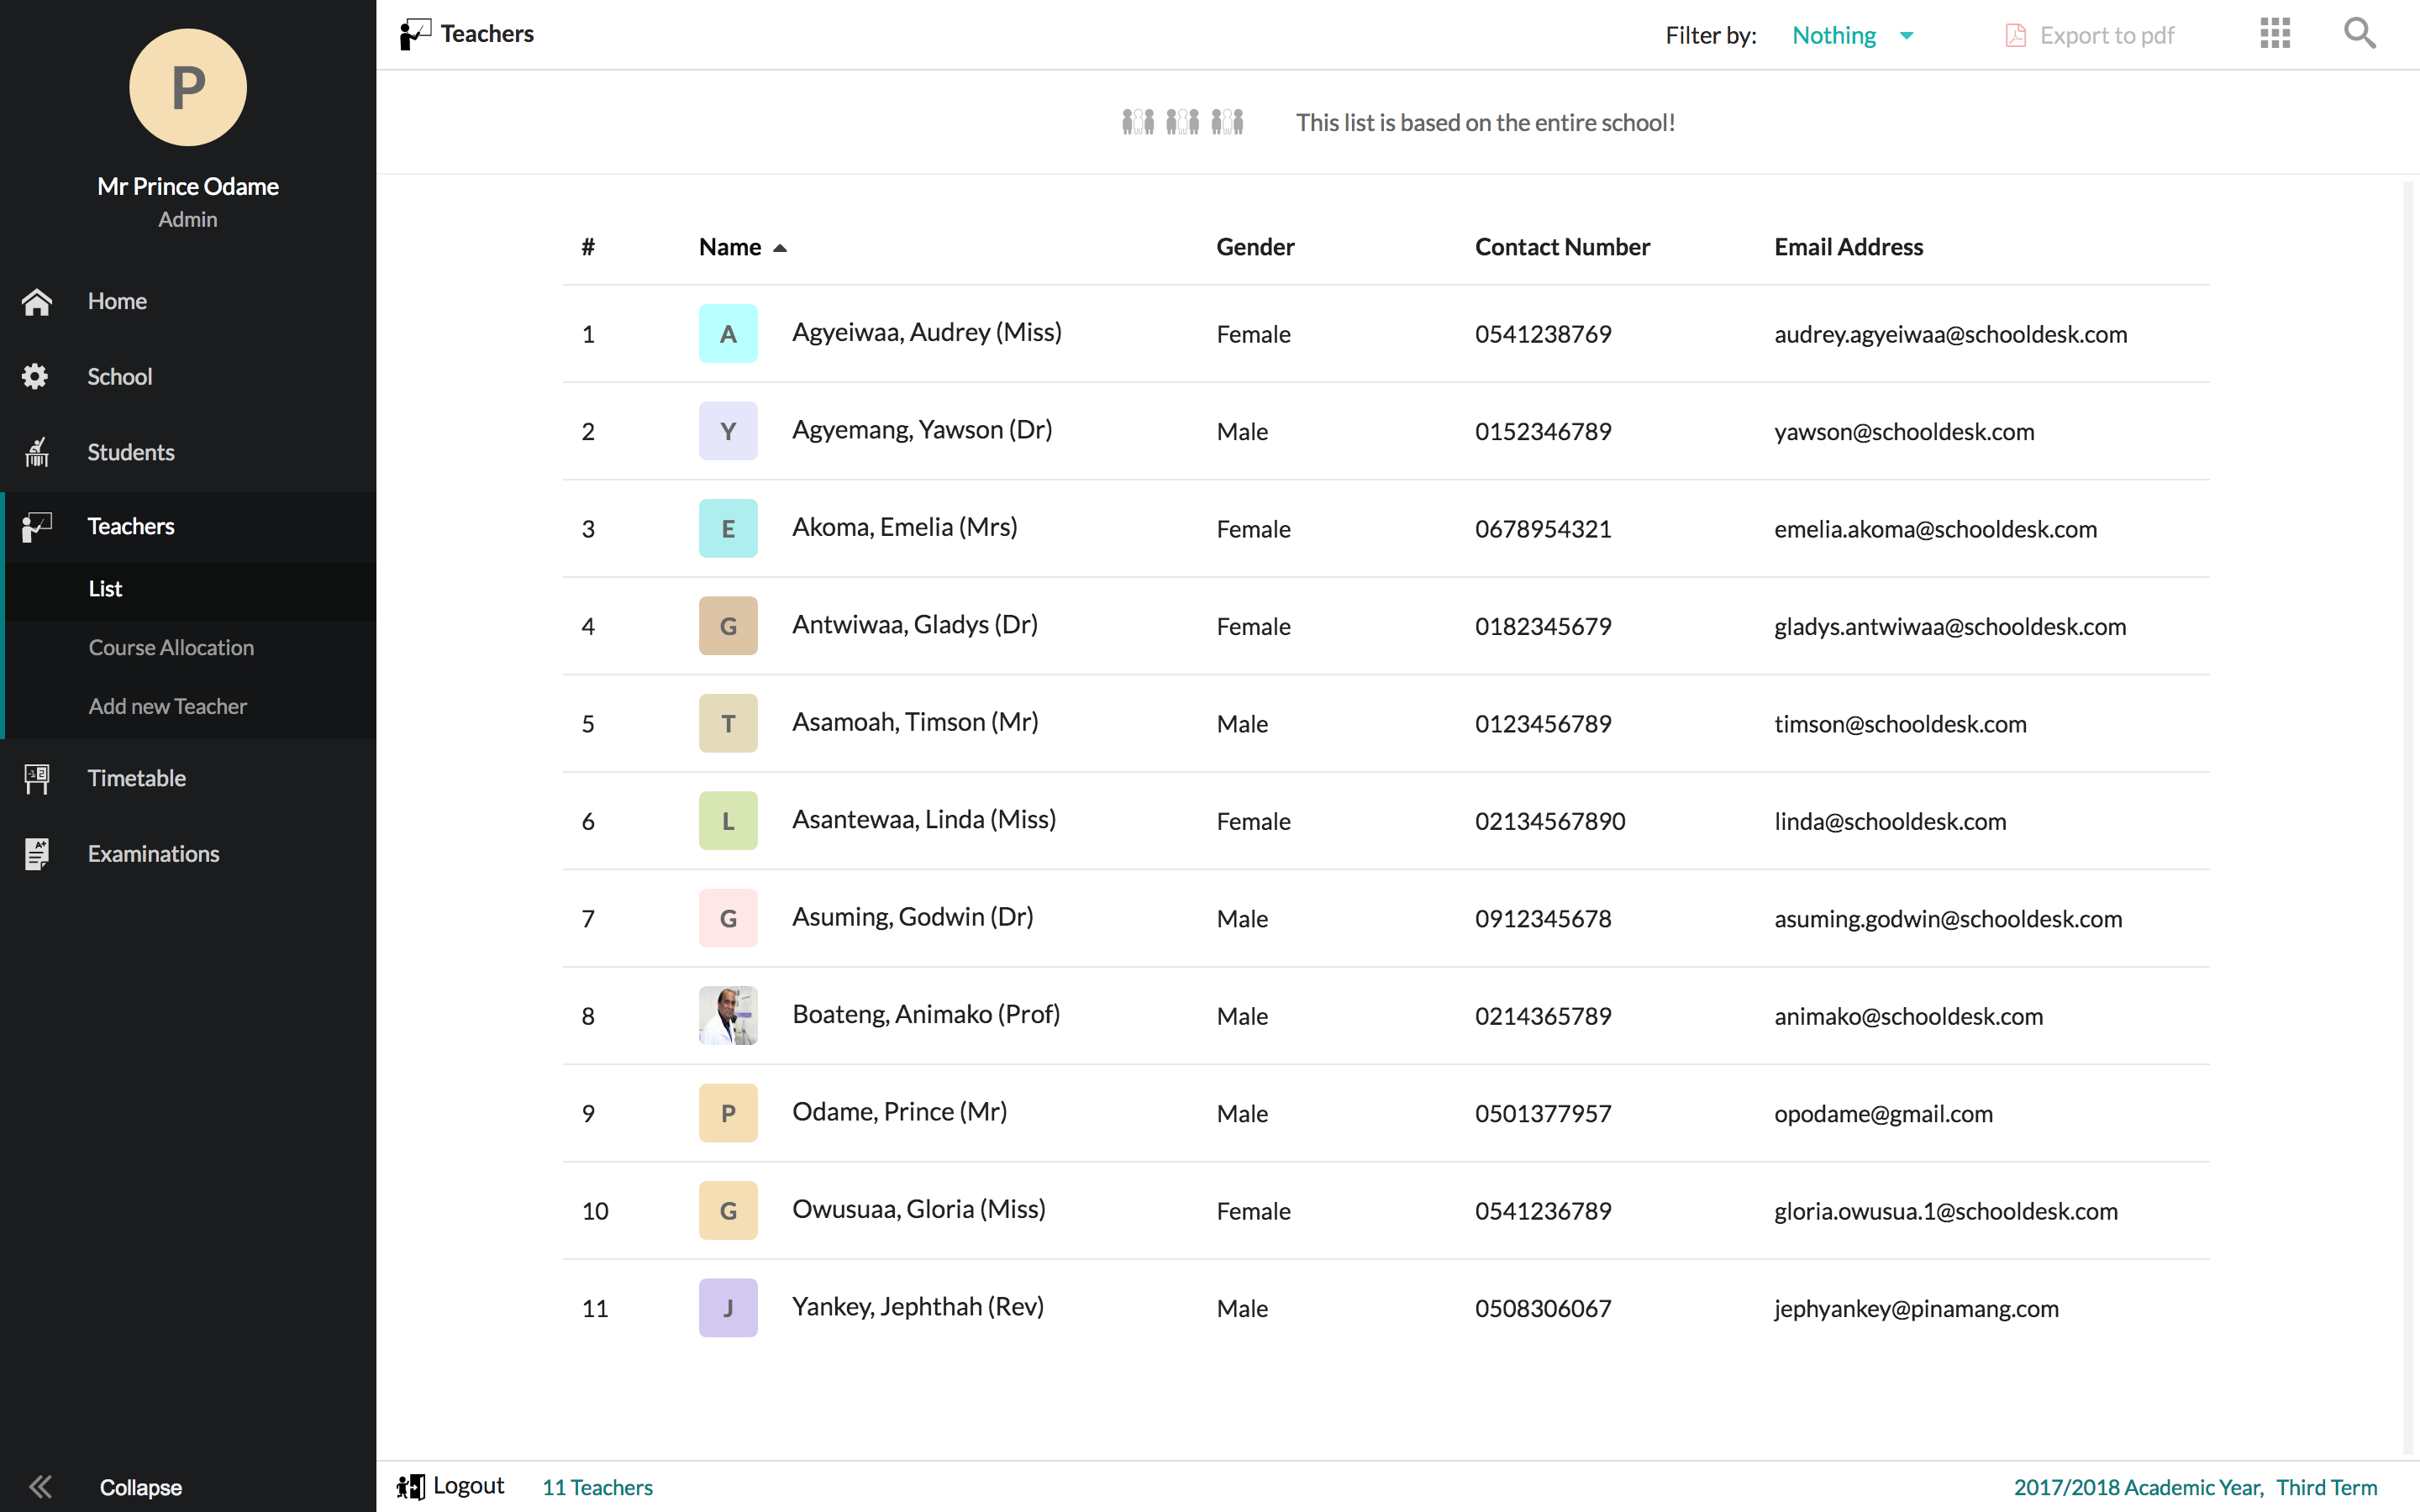 P
Mr Prince Odame
Admin
Home
School
Students
Teachers
List
Course Allocation
Add new Teacher
Timetable
Examinations
Collapse
Teachers
Filter by: Nothing
Export to pdf
This list is based on the entire school!
# Name Gender Contact Number Email Address
1 A Agyeiwaa, Audrey (Miss) Female 0541238769 audrey.agyeiwaa@schooldesk.com
2 Y Agyemang, Yawson (Dr) Male 0152346789 yawson@schooldesk.com
3 E Akoma, Emelia (Mrs) Female 0678954321 emelia.akoma@schooldesk.com
4 G Antwiwaa, Gladys (Dr) Female 0182345679 gladys.antwiwaa@schooldesk.com
5 T Asamoah, Timson (Mr) Male 0123456789 timson@schooldesk.com
6 L Asantewaa, Linda (Miss) Female 02134567890 linda@schooldesk.com
7 G Asuming, Godwin (Dr) Male 0912345678 asuming.godwin@schooldesk.com
8 Boateng, Animako (Prof) Male 0214365789 animako@schooldesk.com
9 P Odame, Prince (Mr) Male 0501377957 opodame@gmail.com
10 G Owusuaa, Gloria (Miss) Female 0541236789 gloria.owusua.1@schooldesk.com
11 J Yankey, Jephthah (Rev) Male 0508306067 jephyankey@pinamang.com
Logout 11 Teachers 2017/2018 Academic Year, Third Term